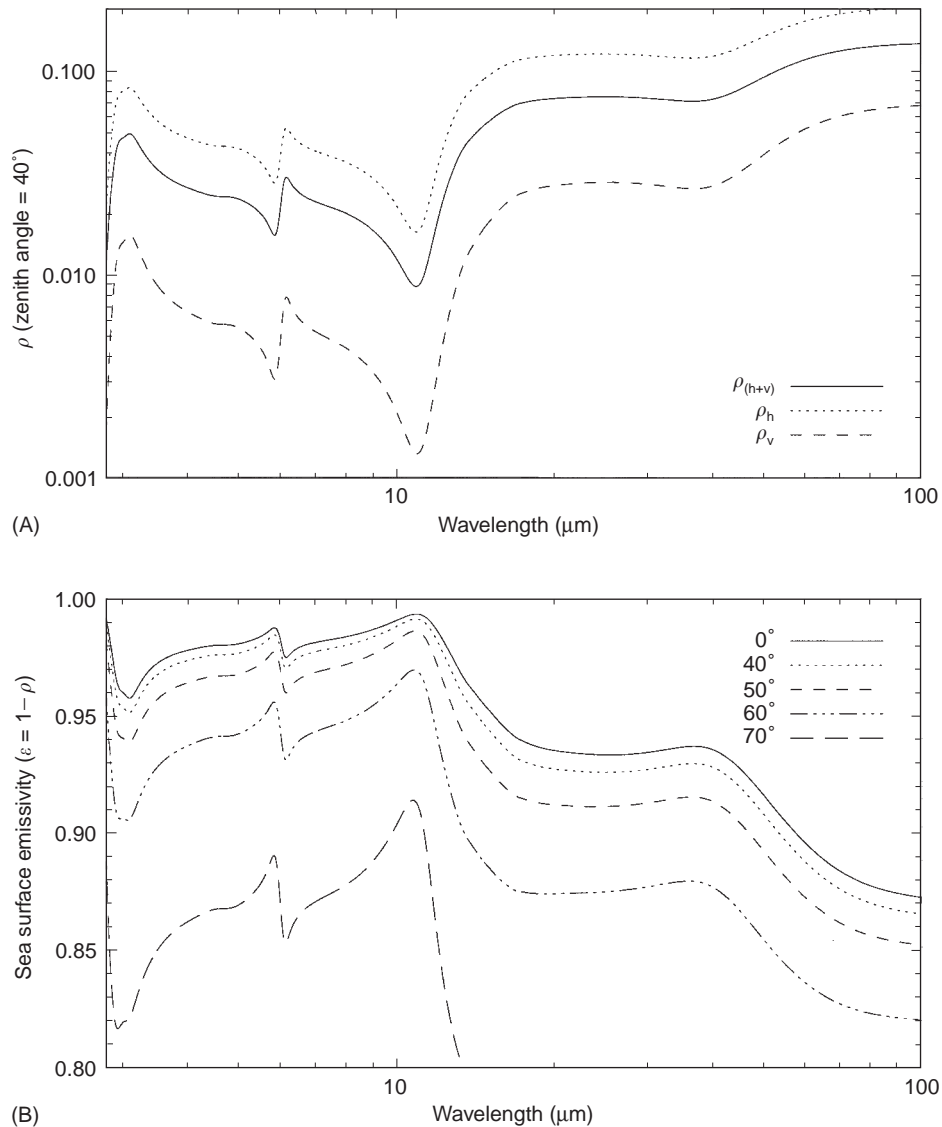 0.100
0.010
0.001
ρ (zenith angle = 40°)
ρ(h+v)
ρh
ρv
10
100
Wavelength (μm)
(A)
1.00
0.95
0.90
0.85
0.80
Sea surface emissivity (ε = 1− ρ)
0°
40°
50°
60°
70°
10
100
Wavelength (μm)
(B)